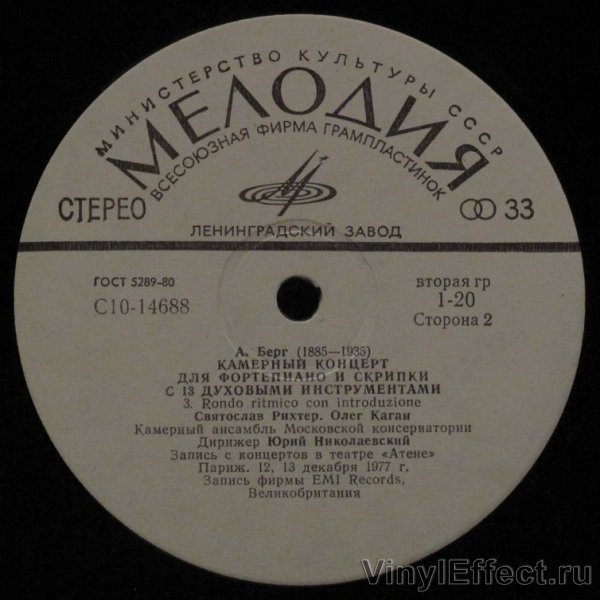 МИНИСТЕРСТВО КУЛЬТУРЫ СССР
МЕЛОДИЯ
ВСЕСОЮЗНАЯ ФИРМА ГРАМПЛАСТИНОК
СТЕРЕО
33
ЛЕНИНГРАДСКИЙ ЗАВОД
ГОСТ 5289-80
С10-14688
вторая гр
1-20
Сторона 2
А. Берг (1885—1935)
КАМЕРНЫЙ КОНЦЕРТ
ДЛЯ ФОРТЕПИАНО И СКРИПКИ
С 13 ДУХОВЫМИ ИНСТРУМЕНТАМИ
3. Rondo ritmico con introduzione
Святослав Рихтер. Олег Каган
Камерный ансамбль Московской консерватории
Дирижер Юрий Николаевский
Запись с концертов в театре «Атене»
Париж. 12, 13 декабря 1977 г.
Запись фирмы EMI Records,
Великобритания
VinylEffect.ru